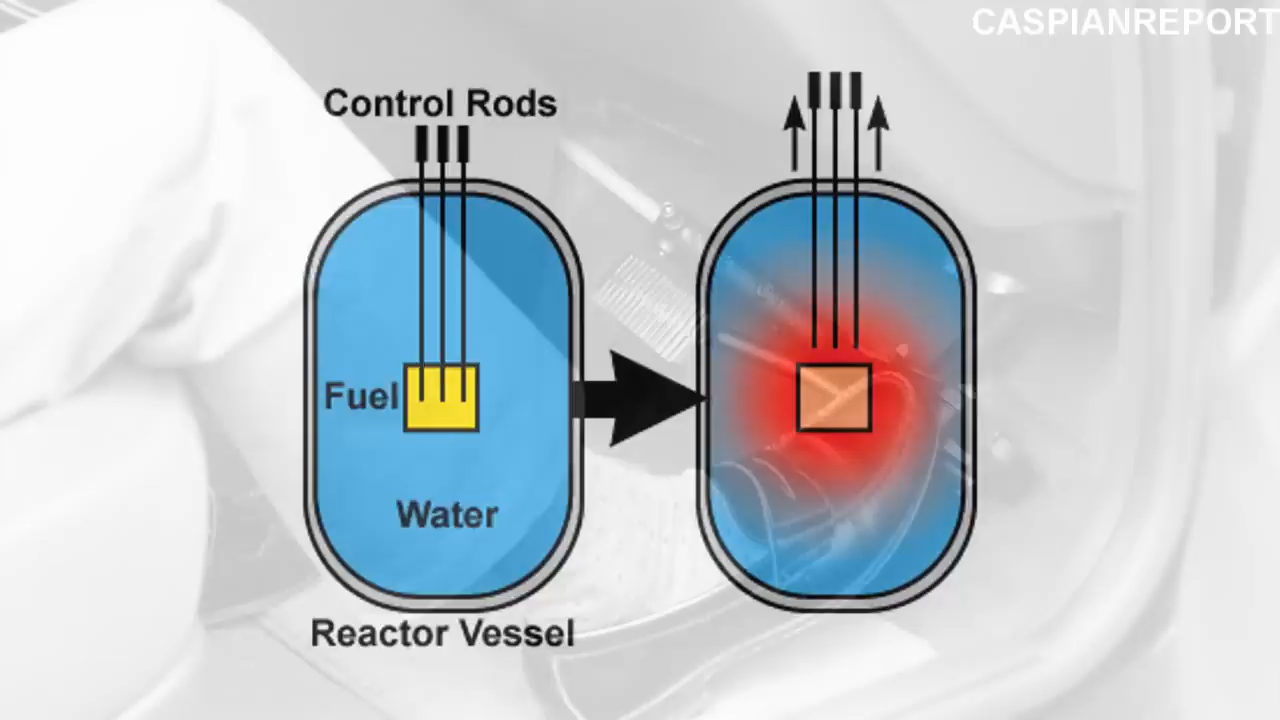 CASPIANREPORT
Control Rods
Fuel
Water
Reactor Vessel